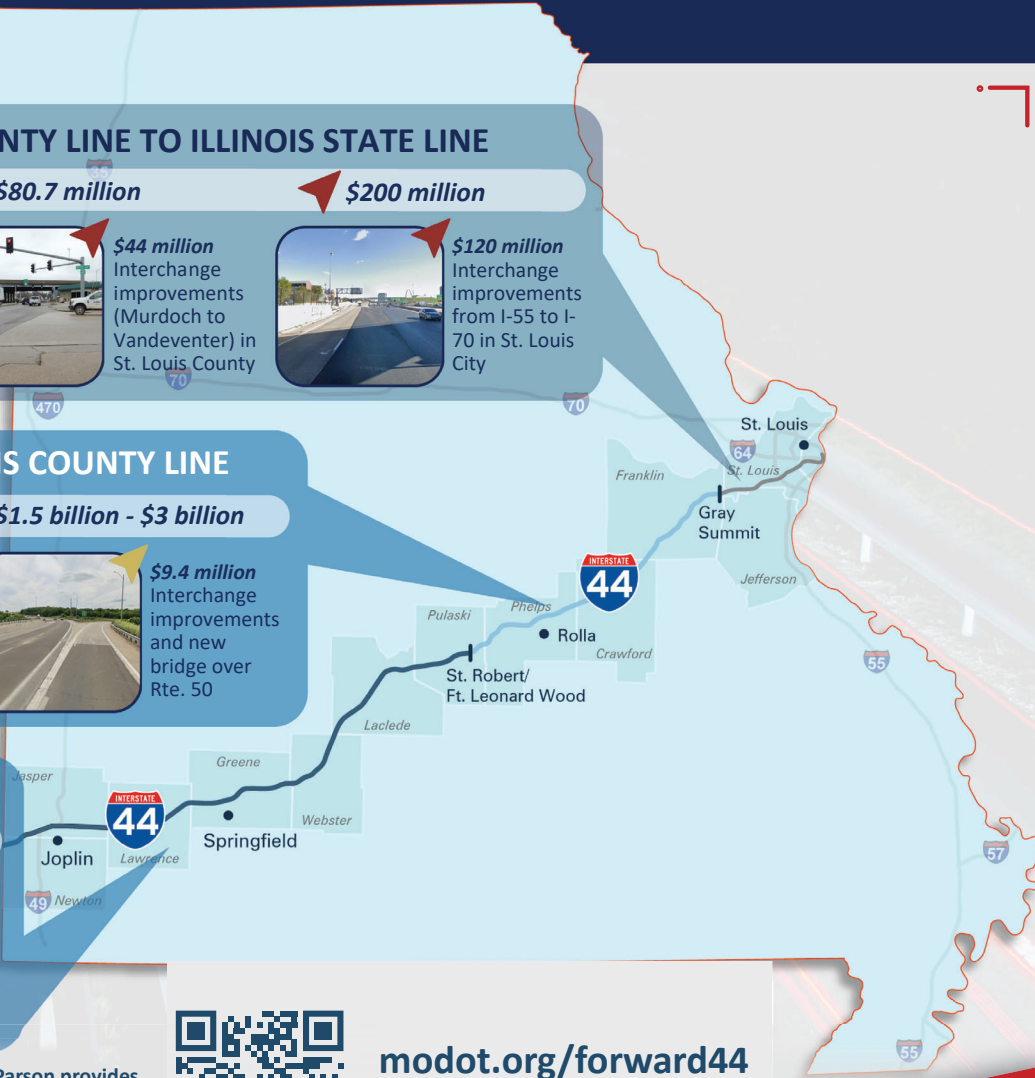 NTY LINE TO ILLINOIS STATE LINE
$80.7 million
$200 million
$44 million
Interchange
improvements
(Murdoch to
Vandeventer) in
St. Louis County
$120 million
Interchange
improvements
from I-55 to I-
70 in St. Louis
City
35
70
470
70
IS COUNTY LINE
$1.5 billion - $3 billion
$9.4 million
Interchange
improvements
and new
bridge over
Rte. 50
St. Louis
64
St. Louis
Franklin
Gray
Summit
INTERSTATE
44
Jefferson
Pulaski
Phelps
Rolla
Crawford
St. Robert/
Ft. Leonard Wood
55
Laclede
Greene
Jasper
INTERSTATE
44
Webster
Springfield
Joplin
Lawrence
57
49
Newton
55
modot.org/forward44
Parson provides